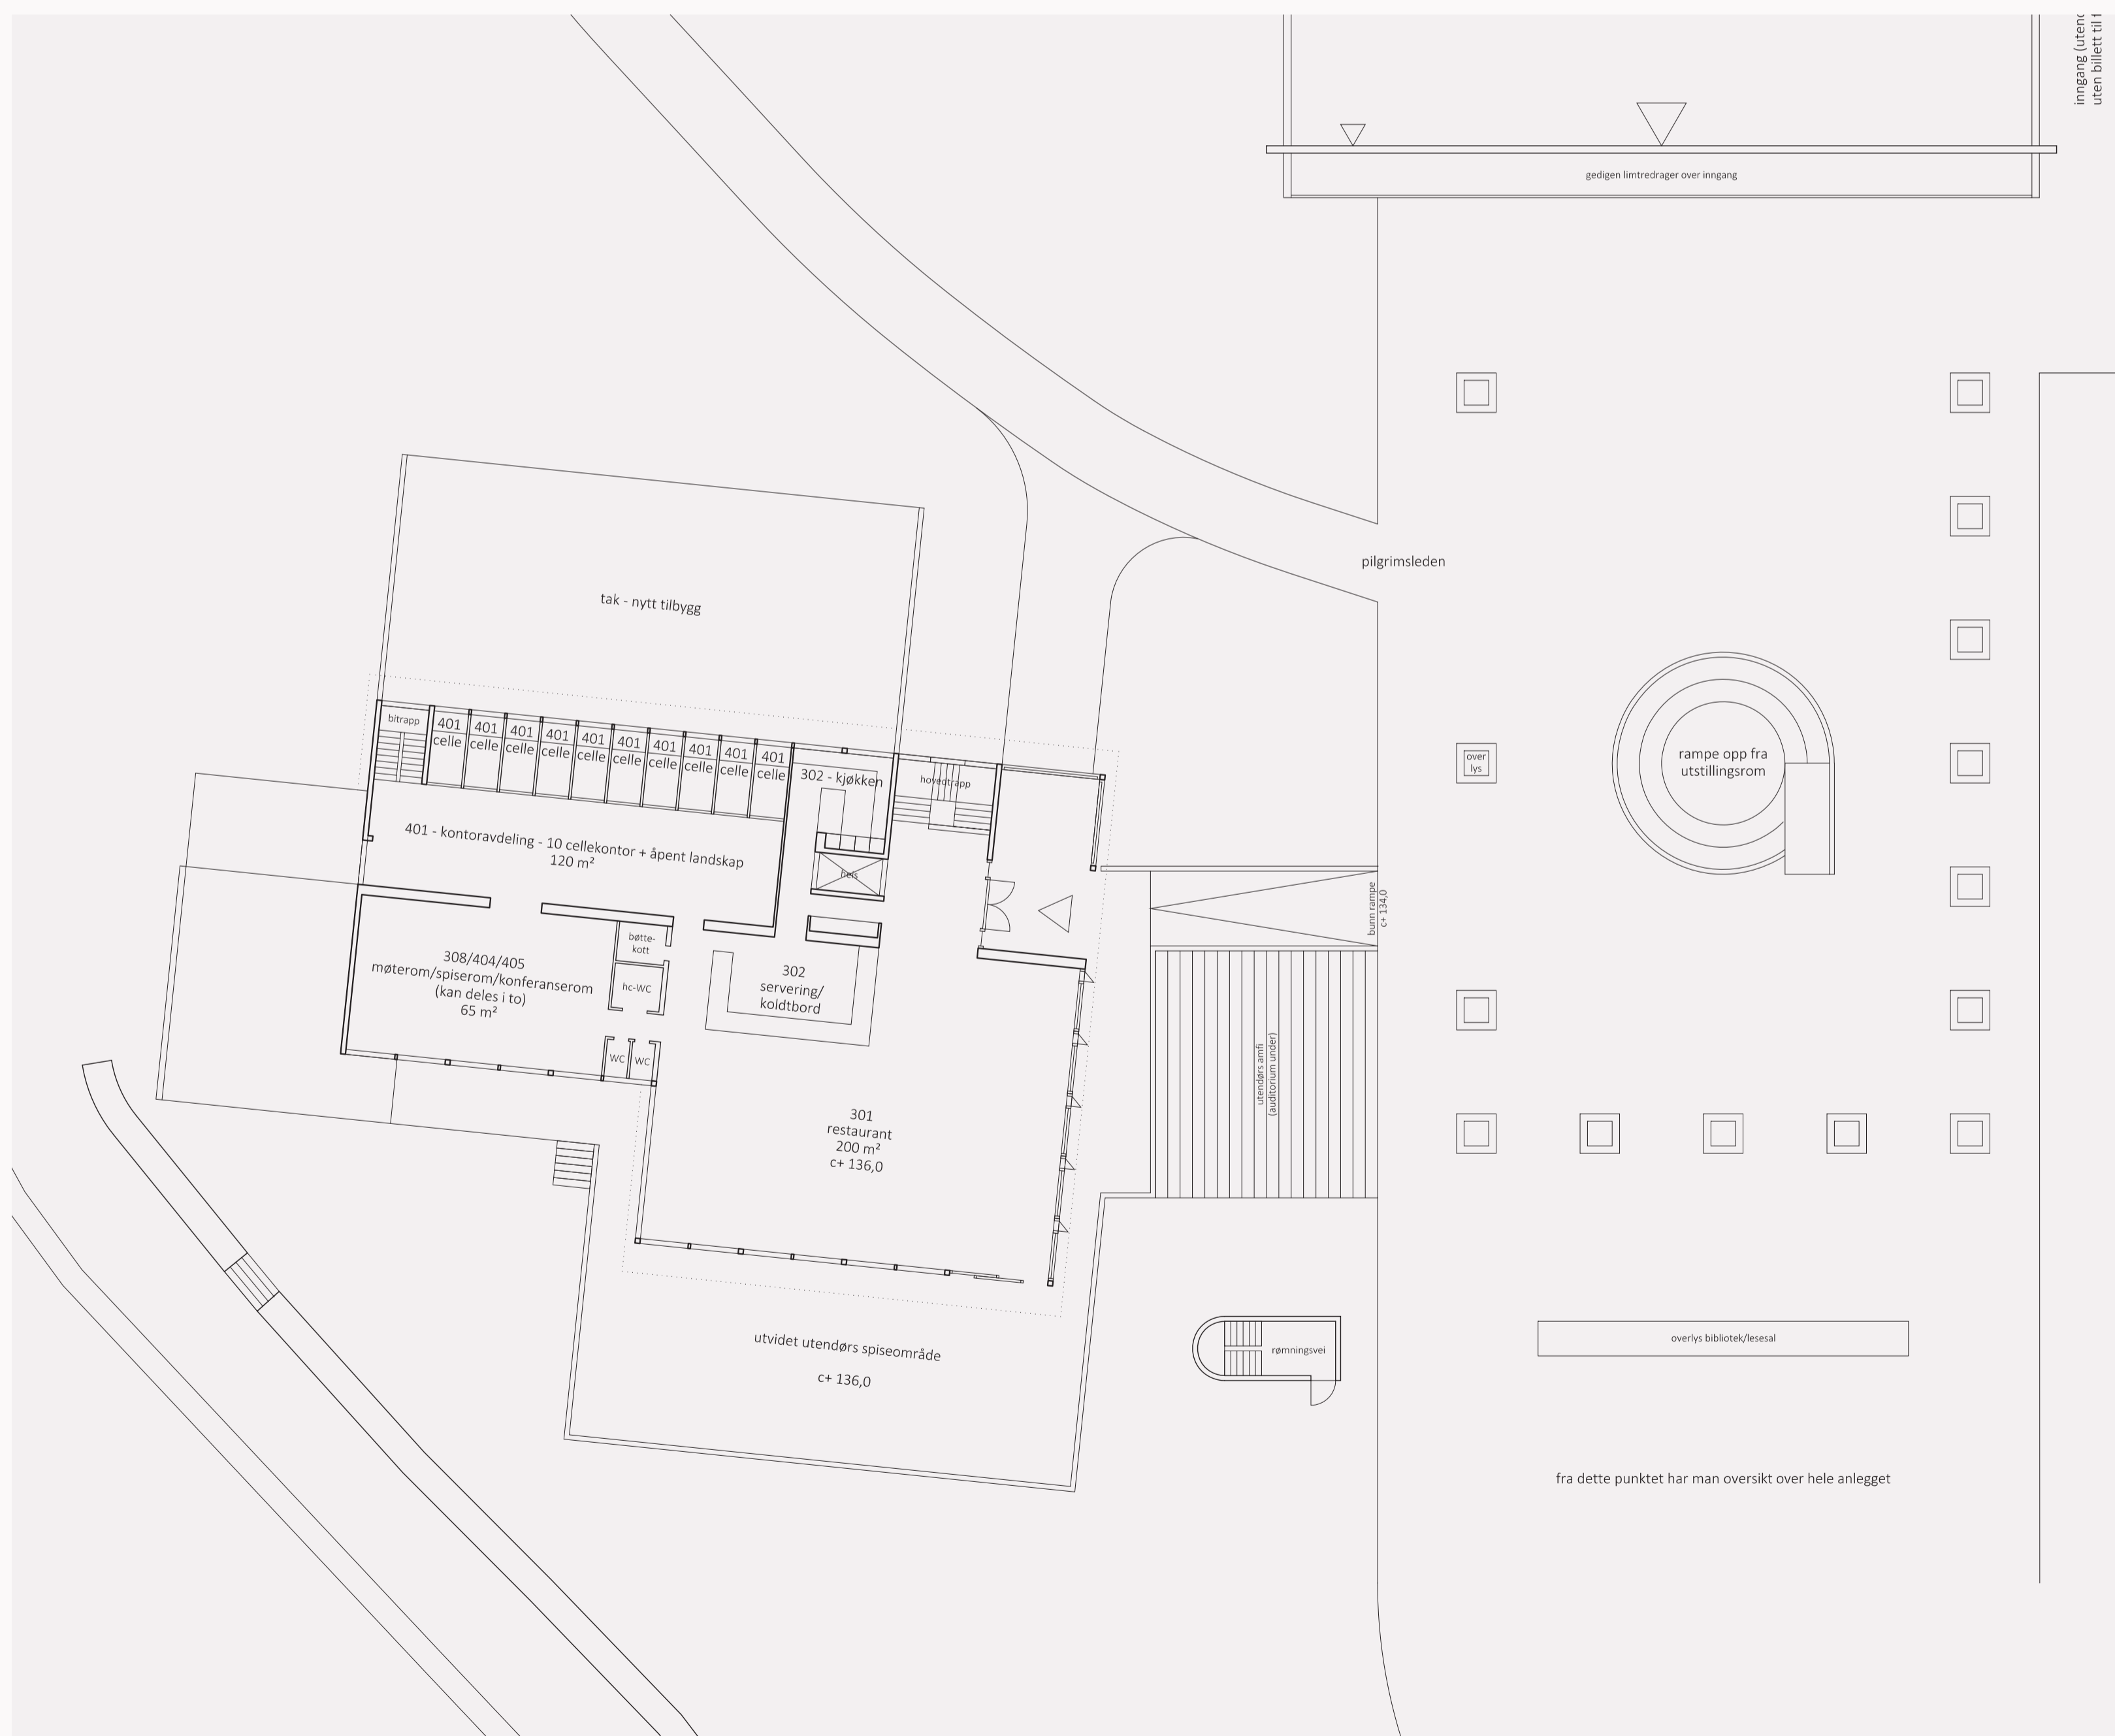 inngang (utend
uten billett til f
gedigen limtredrager over inngang
pilgrimsleden
tak - nytt tilbygg
bitrapp
401
celle
401
celle
401
celle
401
celle
401
celle
401
celle
401
celle
401
celle
401
celle
401
celle
302 - kjøkken
hovedtrapp
over
lys
rampe opp fra
utstillingsrom
401 - kontoravdeling - 10 cellekontor + åpent landskap
120 m²
heis
bunn rampe
c+ 134,0
bøtte-
kott
308/404/405
møterom/spiserom/konferanserom
(kan deles i to)
65 m²
hc-WC
302
servering/
koldtbord
WC
WC
utendørs amfi
(auditorium under)
301
restaurant
200 m²
c+ 136,0
utvidet utendørs spiseområde
c+ 136,0
rømningsvei
overlys bibliotek/lesesal
fra dette punktet har man oversikt over hele anlegget